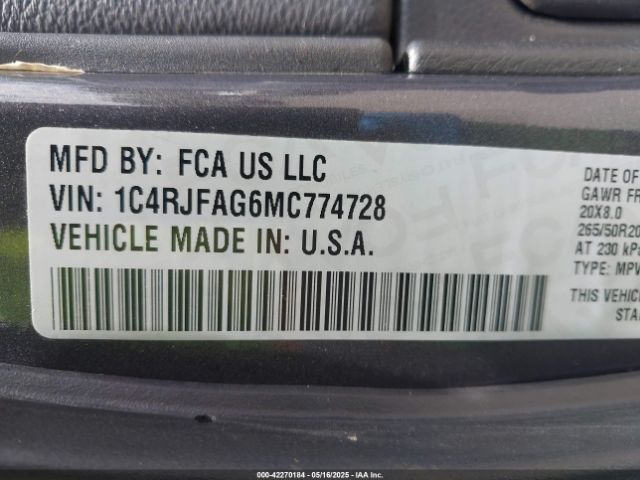 MFD BY: FCA US LLC
VIN: 1C4RJFAG6MC774728
VEHICLE MADE IN: U.S.A.
DATE OF
GAWR FR
20X8.0
265/50R20
AT 230 kPa
TYPE: MPV
THIS VEHIC
STA
000-42270184 - 05/16/2025 - IAA Inc.